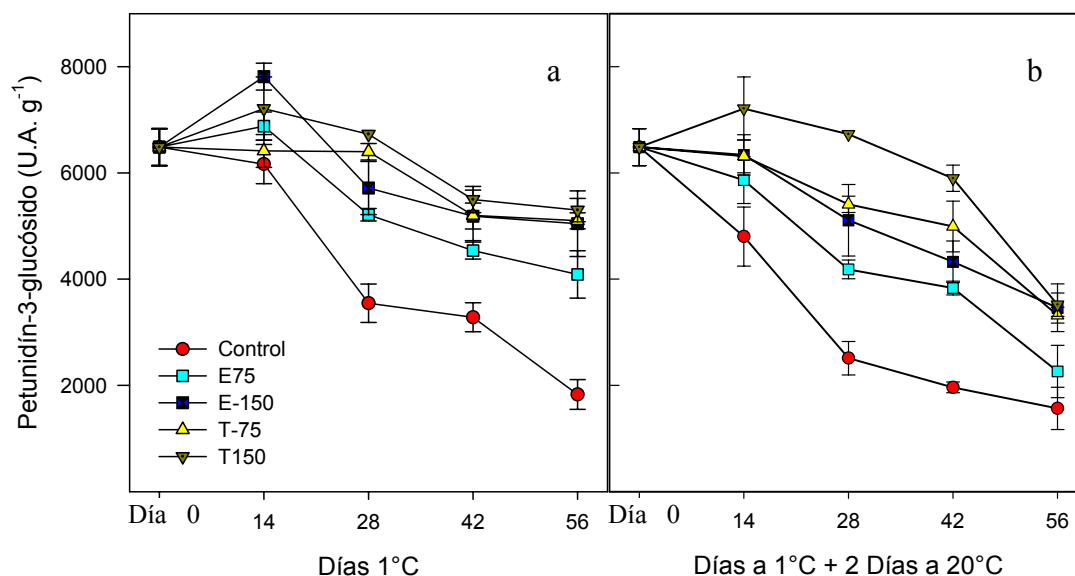 a
b
Petunidín-3-glucósido (U.A. g-1)
8000
6000
4000
2000
Control
E75
E-150
T-75
T150
Día 0 14 28 42 56
Día 0 14 28 42 56
Días 1°C
Días a 1°C + 2 Días a 20°C